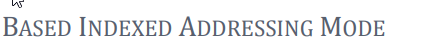 BASED INDEXED ADDRESSING MODE